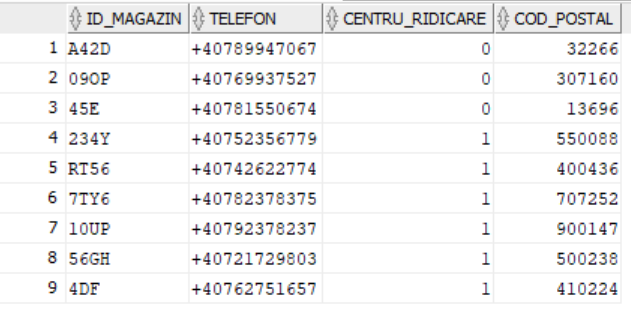 ID_MAGAZIN TELEFON CENTRU_RIDICARE COD_POSTAL
1 A42D +40789947067 0 32266
2 09OP +40769937527 0 307160
3 45E +40781550674 0 13696
4 234Y +40752356779 1 550088
5 RT56 +40742622774 1 400436
6 7TY6 +40782378375 1 707252
7 10UP +40792378237 1 900147
8 56GH +40721729803 1 500238
9 4DF +40762751657 1 410224